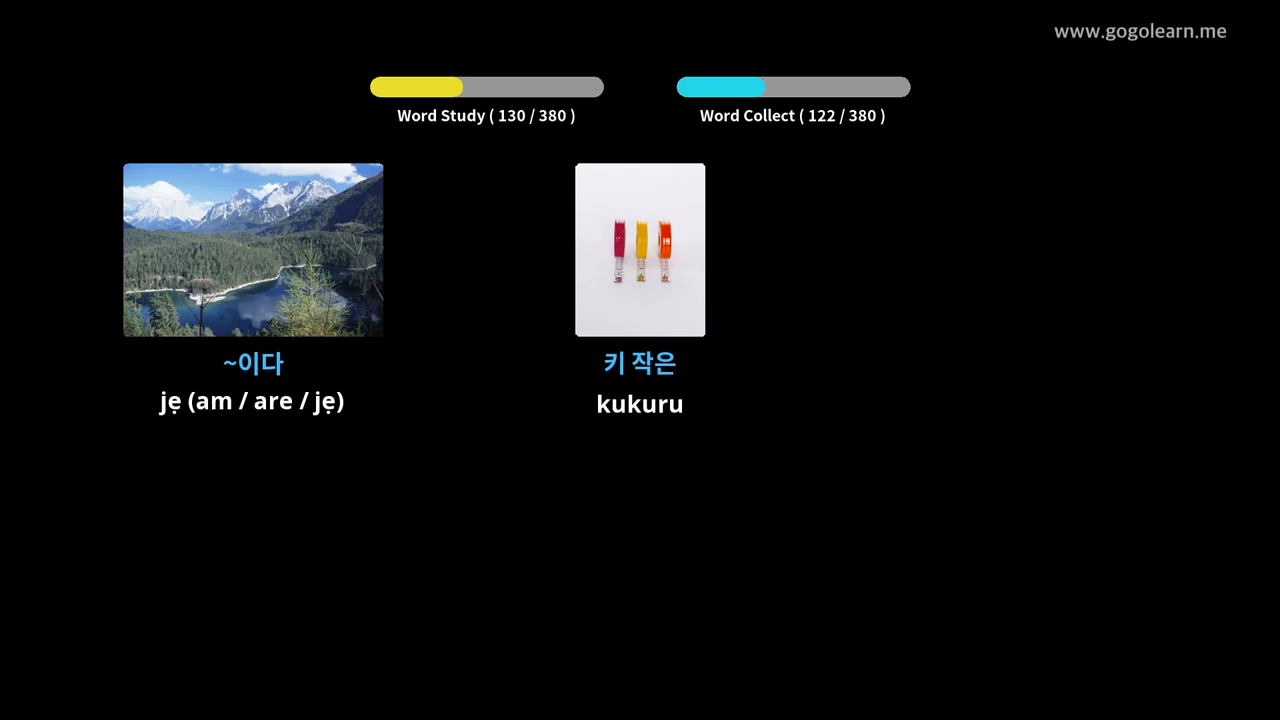 www.gogolearn.me
Word Study ( 130 / 380 )
Word Collect ( 122 / 380 )
~이다
jẹ (am / are / jẹ)
키 작은
kukuru